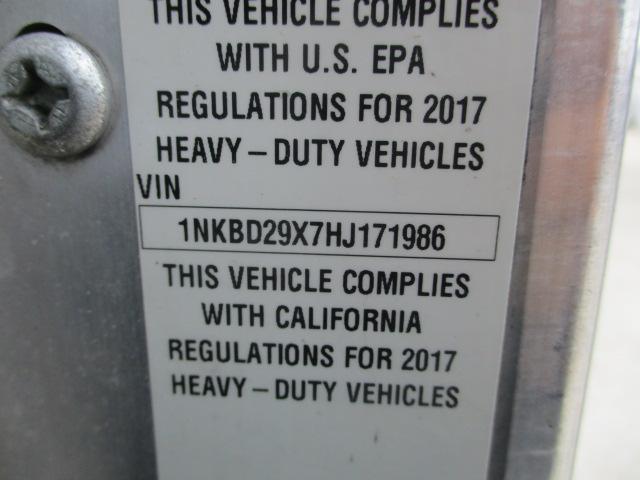 THIS VEHICLE COMPLIES
WITH U.S. EPA
REGULATIONS FOR 2017
HEAVY-DUTY VEHICLES
VIN
1NKBD29X7HJ171986
THIS VEHICLE COMPLIES
WITH CALIFORNIA
REGULATIONS FOR 2017
HEAVY-DUTY VEHICLES